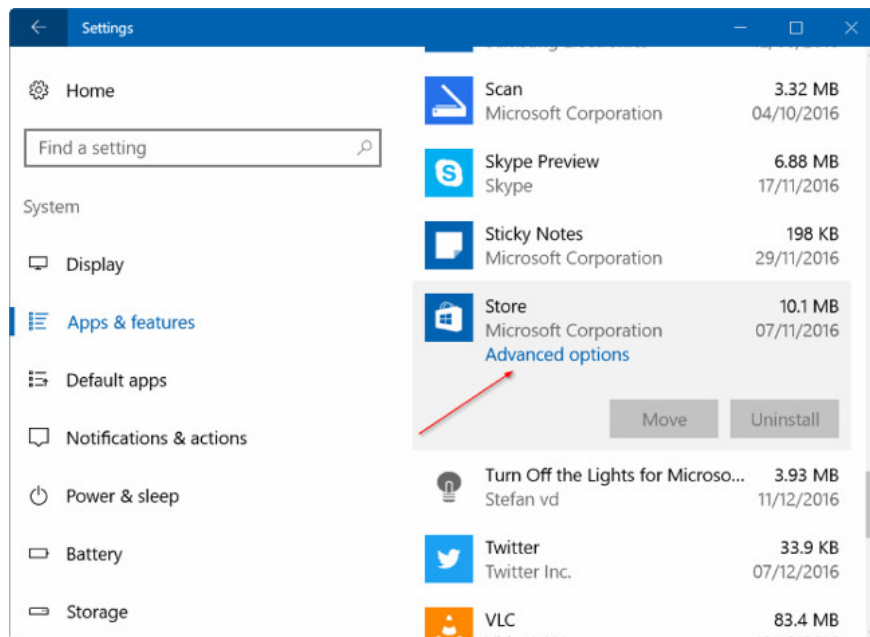 Settings
Home
Find a setting
System
Display
Apps & features
Default apps
Notifications & actions
Power & sleep
Battery
Storage
Scan 3.32 MB
Microsoft Corporation 04/10/2016
Skype Preview 6.88 MB
Skype 17/11/2016
Sticky Notes 198 KB
Microsoft Corporation 29/11/2016
Store 10.1 MB
Microsoft Corporation 07/11/2016
Advanced options
Move Uninstall
Turn Off the Lights for Microso... 3.93 MB
Stefan vd 11/12/2016
Twitter 33.9 KB
Twitter Inc. 07/12/2016
VLC 83.4 MB